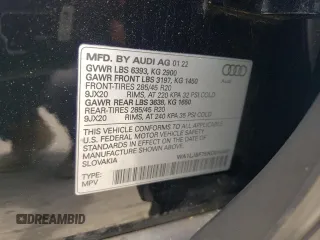 MFD. BY AUDI AG 01.22
GVWR LBS 6393, KG 2900
GAWR FRONT LBS 3197, KG 1450
FRONT-TIRES 285/45 R20
9JX20 RIMS, AT 220 KPA 32 PSI COLD
GAWR REAR LBS 3638, KG 1650
REAR-TIRES 285/45 R20
9JX20 RIMS, AT 240 KPA 35 PSI COLD
THIS VEHICLE CONFORMS TO ALL APPLICABLE
U.S. FEDERAL MOTOR VEHICLE SAFETY
STANDARDS IN EFFECT ON THE DATE OF
SLOVAKIA
TYPE:
MPV
Audi
DREAMBID